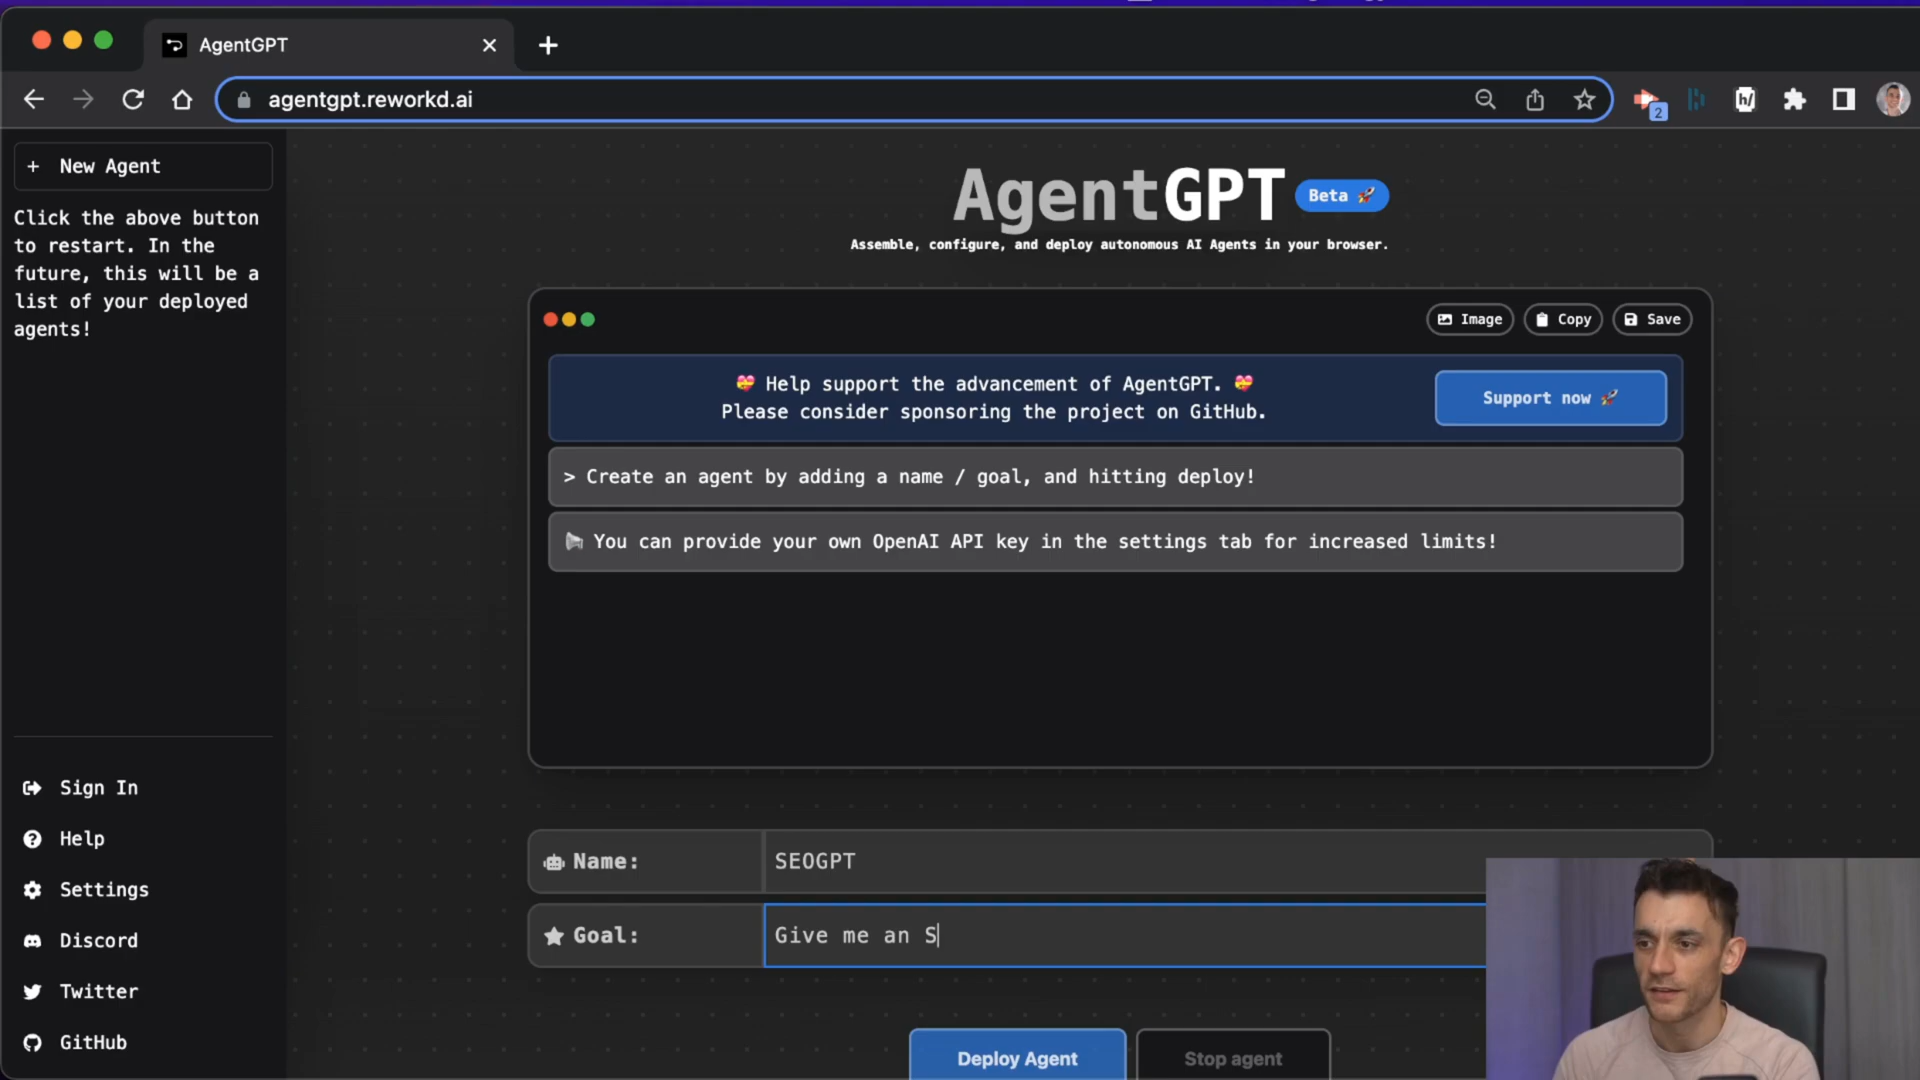 AgentGPT
agentgpt.reworkd.ai
2
h/
+ New Agent
Click the above button
to restart. In the
future, this will be a
list of your deployed
agents!
Sign In
Help
Settings
Discord
Twitter
GitHub
AgentGPT
Beta 🚀
Assemble, configure, and deploy autonomous AI Agents in your browser.
Image
Copy
Save
💝 Help support the advancement of AgentGPT. 💝
Please consider sponsoring the project on GitHub.
Support now 🚀
> Create an agent by adding a name / goal, and hitting deploy!
📢 You can provide your own OpenAI API key in the settings tab for increased limits!
Name:
SEOGPT
Goal:
Give me an S
Deploy Agent
Stop agent